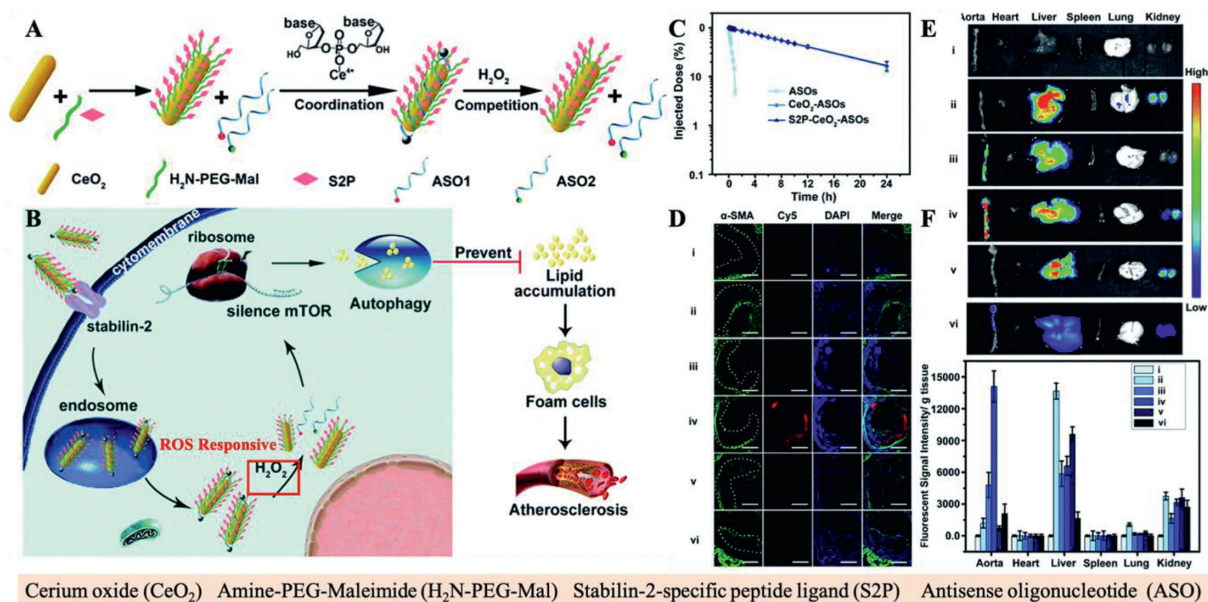 A
base
base
HO
O
O
O
O
P
O
O
O
OH
Ce4+
+
+
Coordination
H2O2
Competition
+
CeO2
H2N-PEG-Mal
S2P
ASO1
ASO2
B
cytomembrane
stabilin-2
endosome
ROS Responsive
H2O2
ribosome
silence mTOR
Autophagy
Prevent
Lipid
accumulation
Foam cells
Atherosclerosis
C
Injected Dose (%)
10
1
0.1
ASOs
CeO2-ASOs
S2P-CeO2-ASOs
0 4 8 12 16 20 24
Time (h)
D
α-SMA Cy5 DAPI Merge
i
ii
iii
iv
v
vi
E
Aorta Heart Liver Spleen Lung Kidney
i
ii
iii
iv
v
vi
High
Low
F
Fluorescent Signal Intensity/ g tissue
15000
12000
9000
6000
3000
0.0
i
ii
iii
iv
v
vi
Aorta Heart Liver Spleen Lung Kidney
Cerium oxide (CeO2) Amine-PEG-Maleimide (H2N-PEG-Mal) Stabilin-2-specific peptide ligand (S2P) Antisense oligonucleotide (ASO)